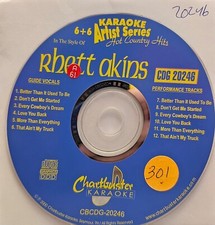 20246
KARAOKE
6+6 Artist Series
In The Style Of Hot Country Hits
Rhett Akins
A
61
CDG 20246
GUIDE VOCALS
1. Better Than It Used To Be
2. Don't Get Me Started
3. Every Cowboy's Dream
4. Love You Back
5. More Than Everything
6. That Ain't My Truck
PERFORMANCE TRACKS
7. Better Than It Used To Be
8. Don't Get Me Started
9. Every Cowboy's Dream
10. Love You Back
11. More Than Everything
12. That Ain't My Truck
301
Chartbuster
KARAOKE
CBCDG-20246